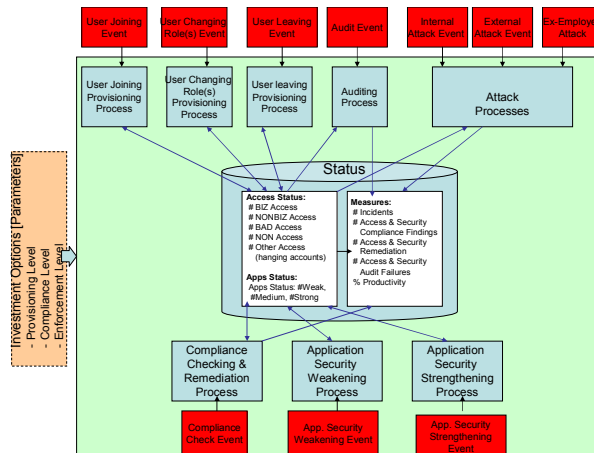 User Joining
Event
User Changing
Role(s) Event
User Leaving
Event
Audit Event
Internal
Attack Event
External
Attack Event
Ex-Employee
Attack
User Joining
Provisioning
Process
User Changing
Role(s)
Provisioning
Process
User leaving
Provisioning
Process
Auditing
Process
Attack
Processes
Status
Access Status:
# BIZ Access
# NONBIZ Access
# BAD Access
# NON Access
# Other Access
(hanging accounts)
Apps Status:
Apps Status: #Weak,
#Medium, #Strong
Measures:
# Incidents
# Access & Security
Compliance Findings
# Access & Security
Remediation
# Access & Security
Audit Failures
% Productivity
Investment Options [Parameters]
- Provisioning Level
- Compliance Level
- Enforcement Level
Compliance
Checking &
Remediation
Process
Application
Security
Weakening
Process
Application
Security
Strengthening
Process
Compliance
Check Event
App. Security
Weakening Event
App. Security
Strengthening
Event